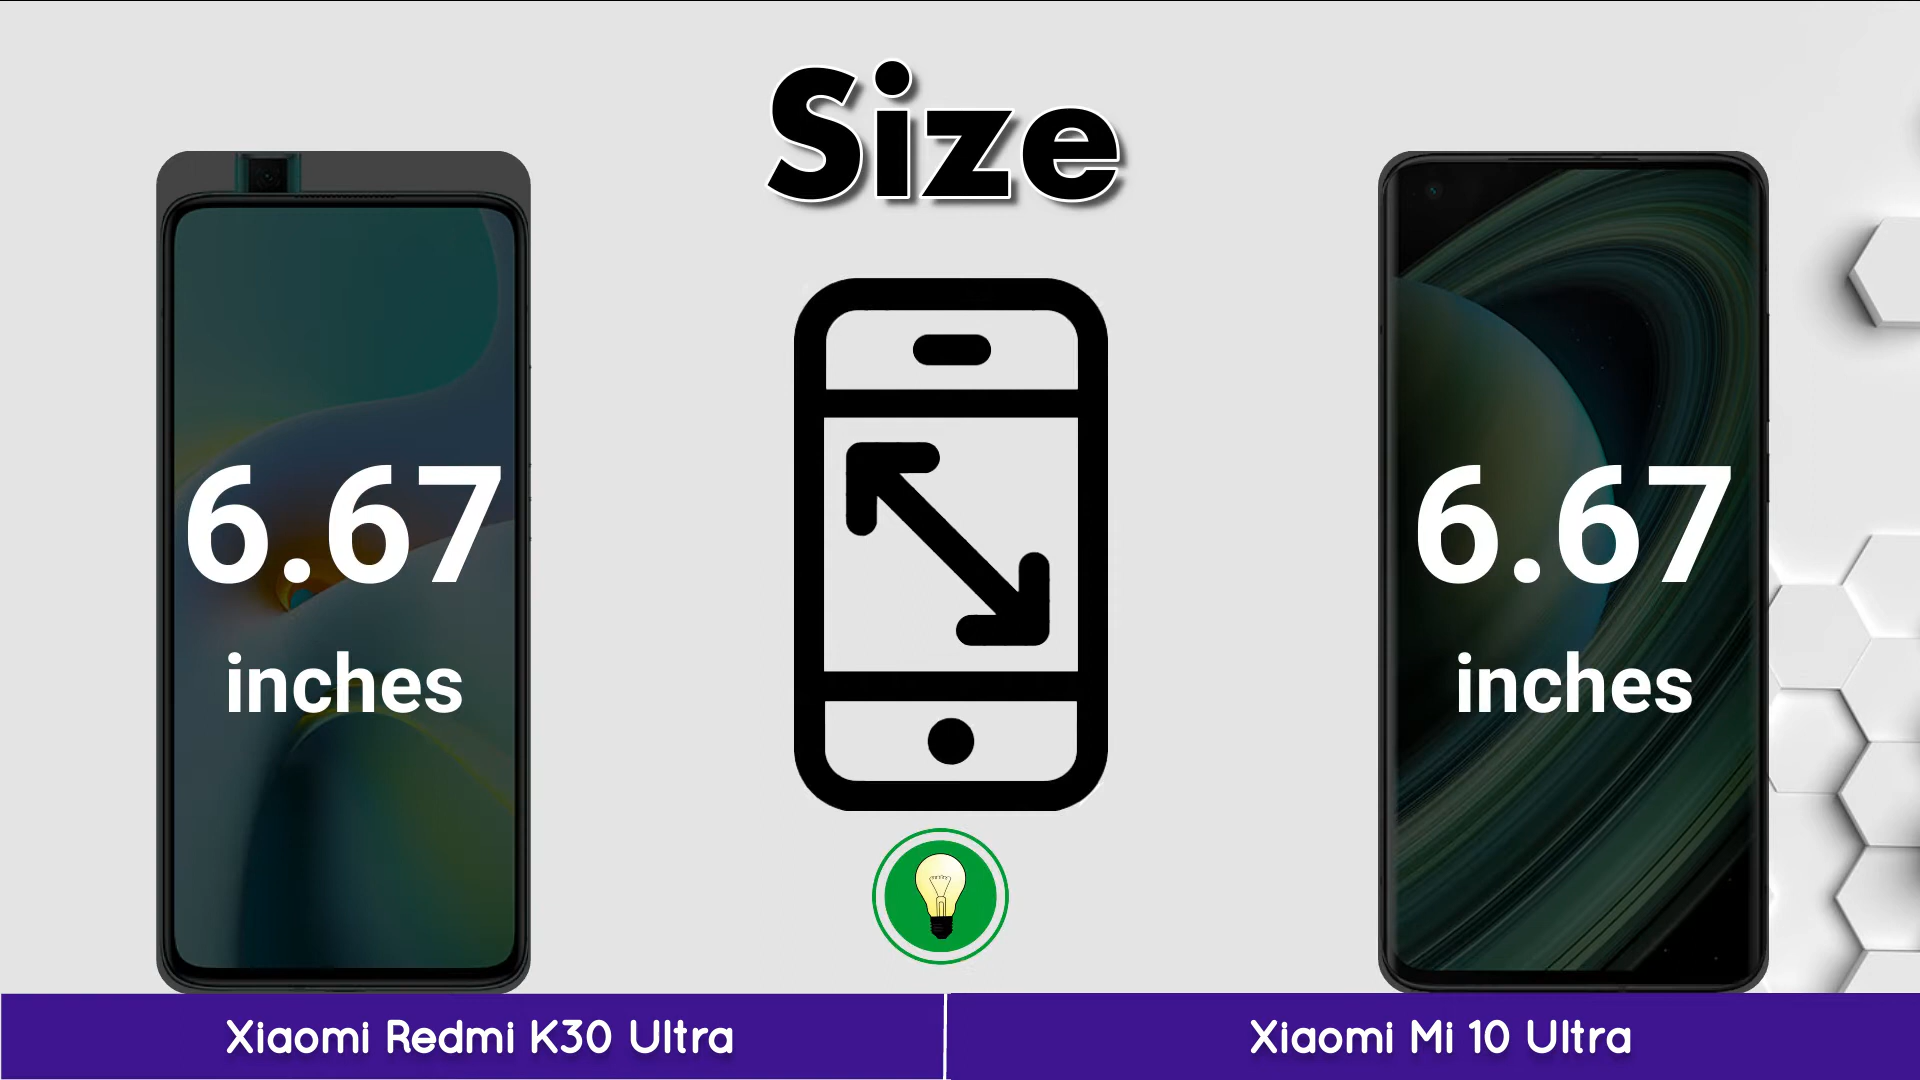 Size
6.67
inches
6.67
inches
Xiaomi Redmi K30 Ultra
Xiaomi Mi 10 Ultra